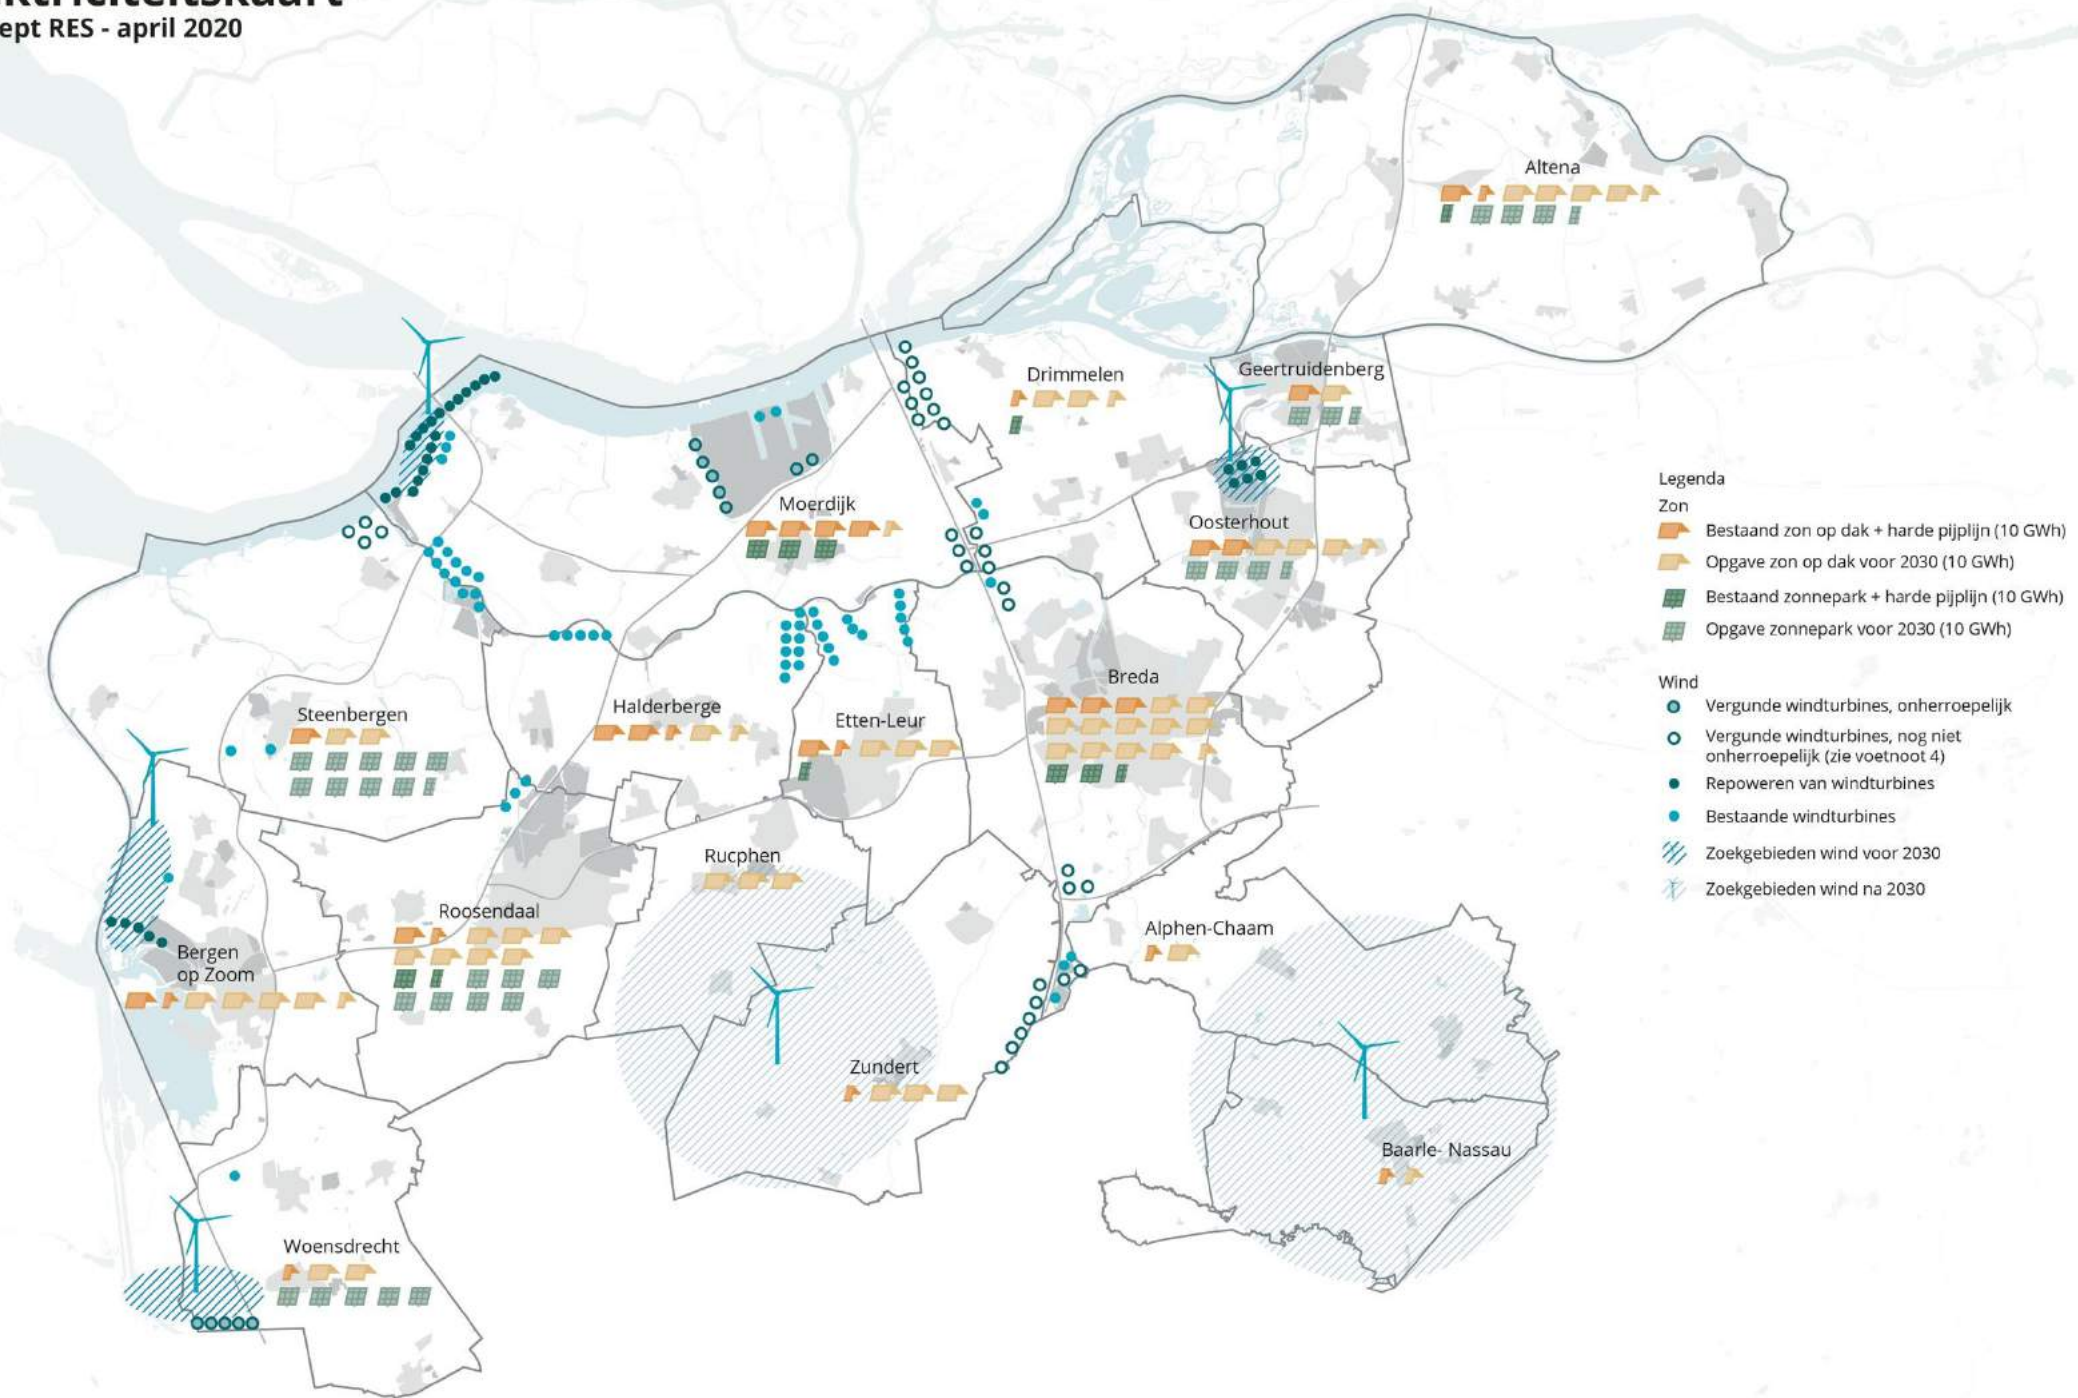 ept RES - april 2020
Altena
Drimmelen
Geertruidenberg
Moerdijk
Oosterhout
Steenbergen
Halderberge
Etten-Leur
Breda
Rucphen
Roosendaal
Bergen
op Zoom
Alphen-Chaam
Zundert
Baarle- Nassau
Woensdrecht
Legenda
Zon
Bestaand zon op dak + harde pijplijn (10 GWh)
Opgave zon op dak voor 2030 (10 GWh)
Bestaand zonnepark + harde pijplijn (10 GWh)
Opgave zonnepark voor 2030 (10 GWh)
Wind
Vergunde windturbines, onherroepelijk
Vergunde windturbines, nog niet
onherroepelijk (zie voetnoot 4)
Repoweren van windturbines
Bestaande windturbines
Zoekgebieden wind voor 2030
Zoekgebieden wind na 2030